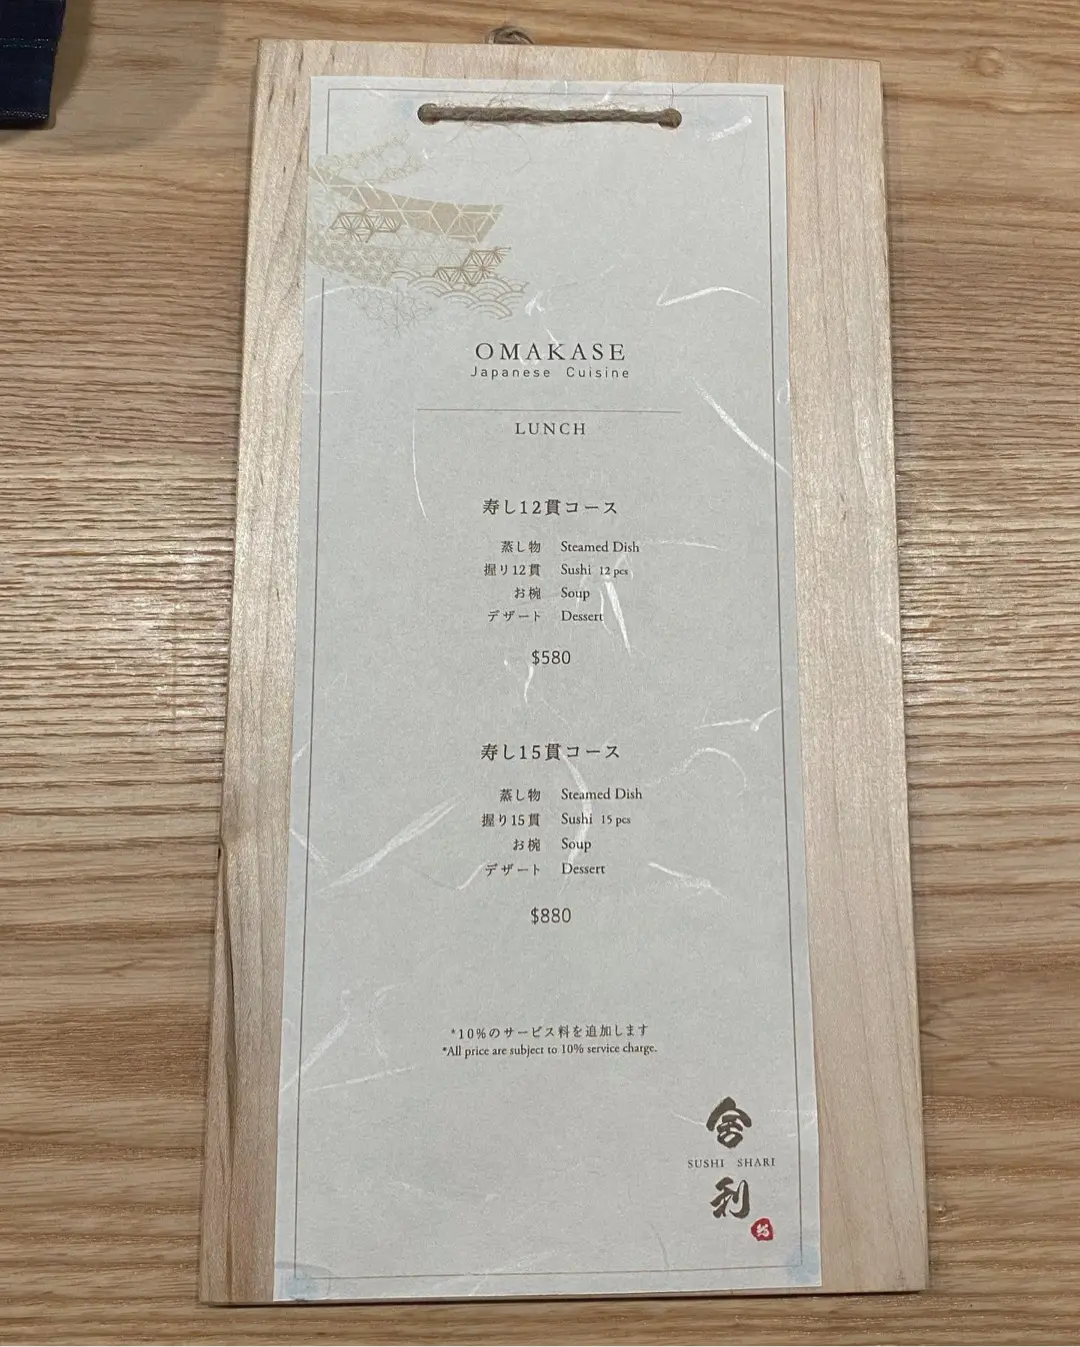 OMAKASE
Japanese Cuisine
LUNCH
寿し12貫コース
蒸し物 Steamed Dish
握り12貫 Sushi 12 pcs
お椀 Soup
デザート Dessert
$580
寿し15貫コース
蒸し物 Steamed Dish
握り15貫 Sushi 15 pcs
お椀 Soup
デザート Dessert
$880
*10%のサービス料を追加します
*All price are subject to 10% service charge.
舍
SUSHI SHARI
利